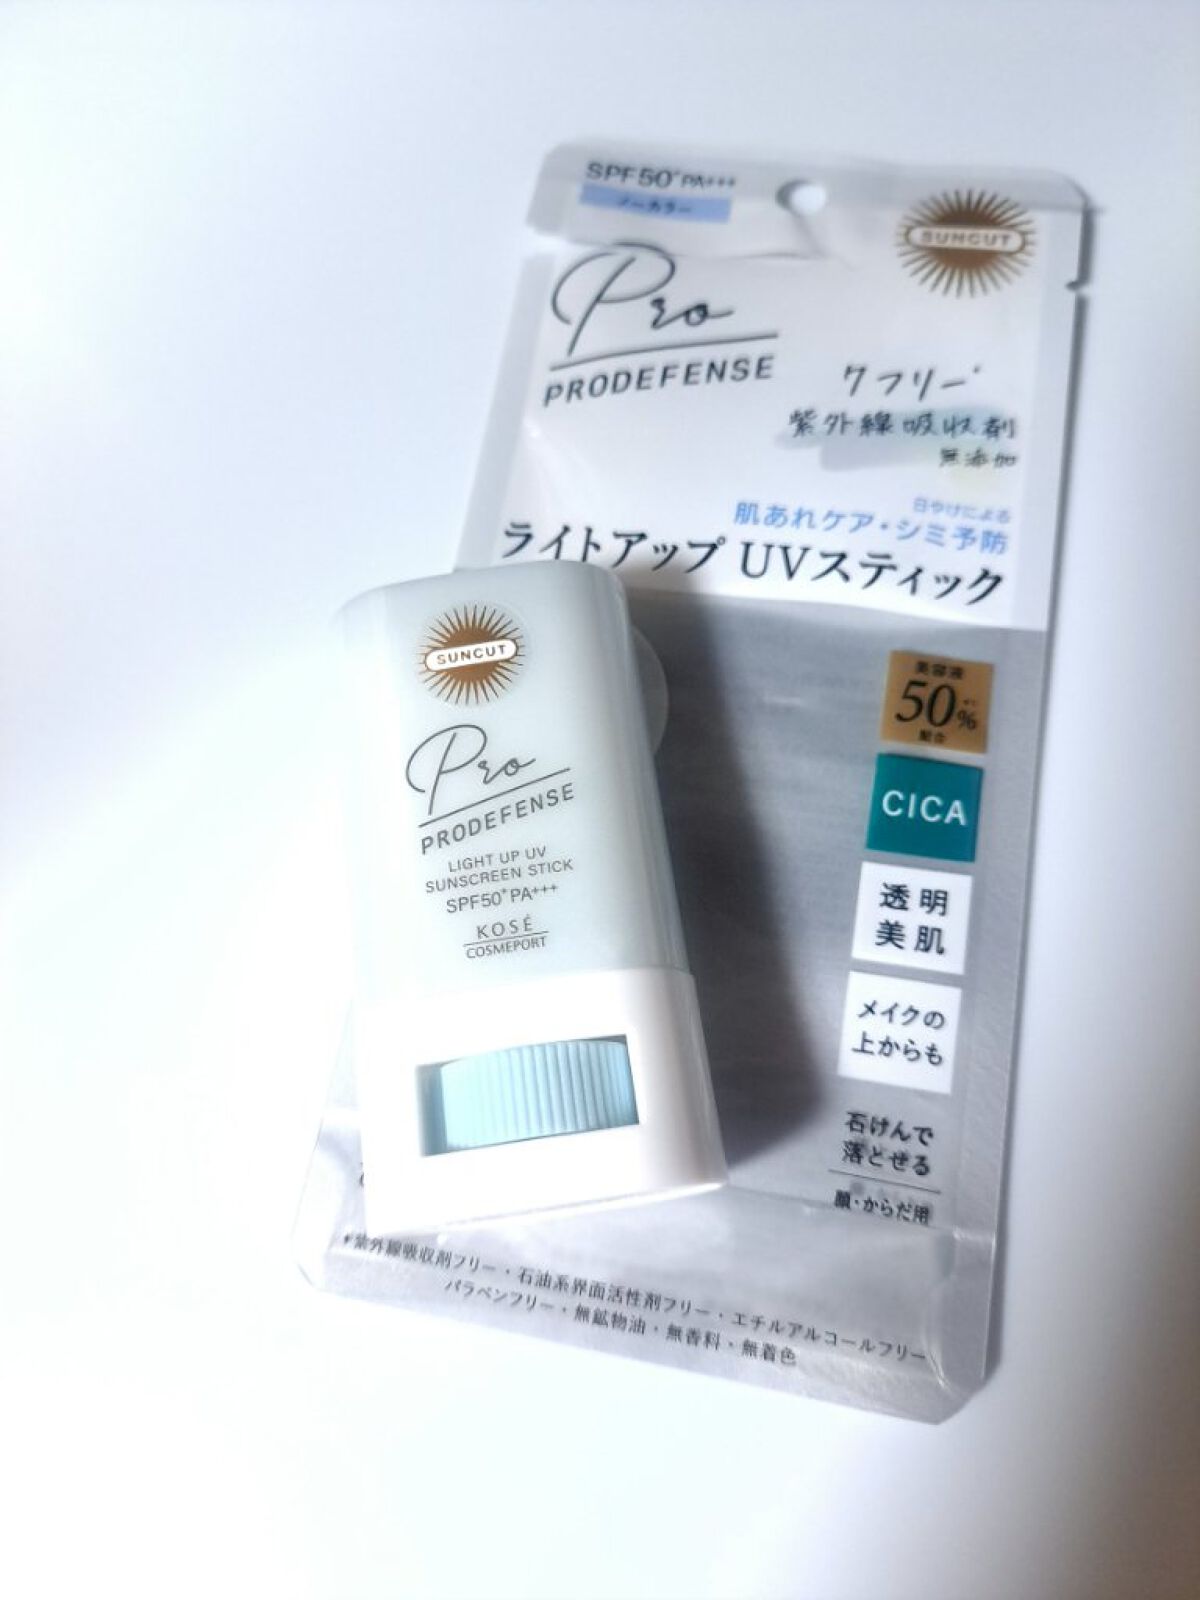 SPF50+ PA+++
ノーカラー
SUNCUT
Pro
PRODEFENSE
7フリー*
紫外線吸収剤
無添加
日やけによる
肌あれケア・シミ予防
ライトアップ UVスティック
美容液
50%
配合
CICA
透明
美肌
メイクの
上からも
石けんで
落とせる
顔・からだ用
SUNCUT
Pro
PRODEFENSE
LIGHT UP UV
SUNSCREEN STICK
SPF50+ PA+++
KOSÉ
COSMEPORT
*紫外線吸収剤フリー・石油系界面活性剤フリー・エチルアルコールフリー
パラベンフリー・無鉱物油・無香料・無着色